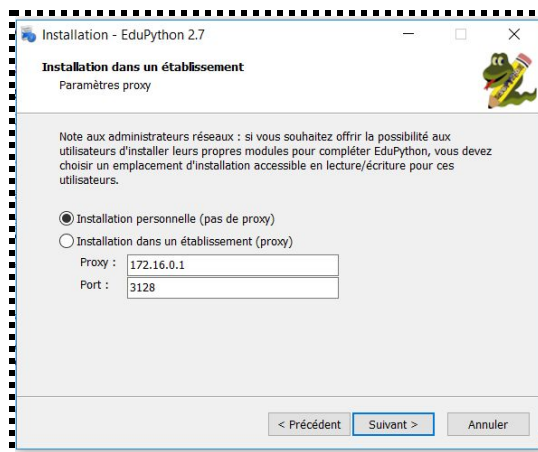 Installation - EduPython 2.7
Installation dans un établissement
Paramètres proxy
Note aux administrateurs réseaux : si vous souhaitez offrir la possibilité aux
utilisateurs d'installer leurs propres modules pour compléter EduPython, vous devez
choisir un emplacement d'installation accessible en lecture/écriture pour ces
utilisateurs.
Installation personnelle (pas de proxy)
Installation dans un établissement (proxy)
Proxy : 172.16.0.1
Port : 3128
< Précédent Suivant > Annuler